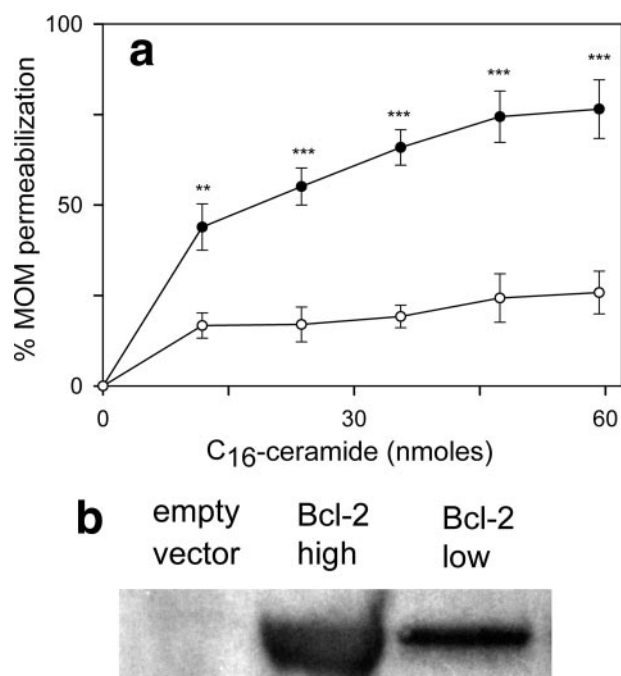 100
a
**
***
***
***
***
50
0
% MOM permeabilization
0
30
60
C16-ceramide (nmoles)
b
empty Bcl-2 Bcl-2
vector high low